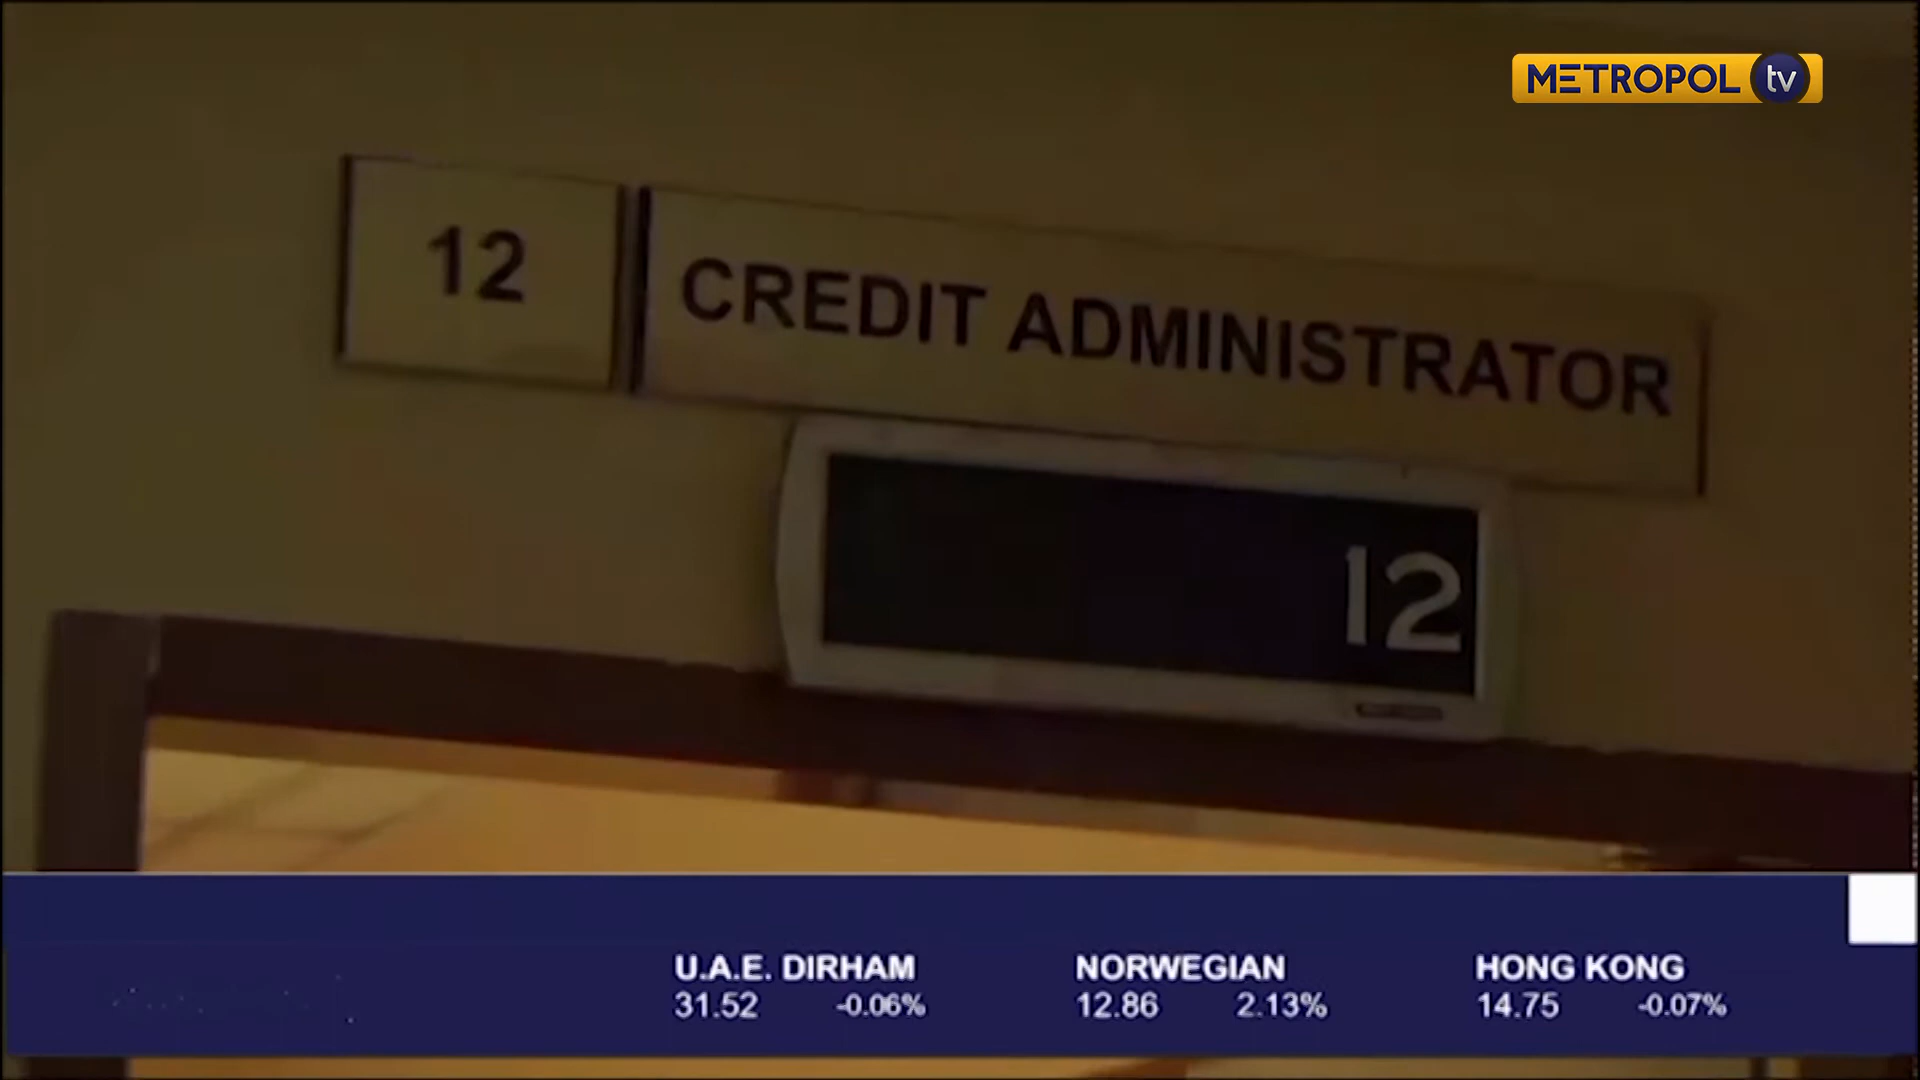 METROPOL tv
12 CREDIT ADMINISTRATOR
12
U.A.E. DIRHAM NORWEGIAN HONG KONG
31.52 -0.06% 12.86 2.13% 14.75 -0.07%